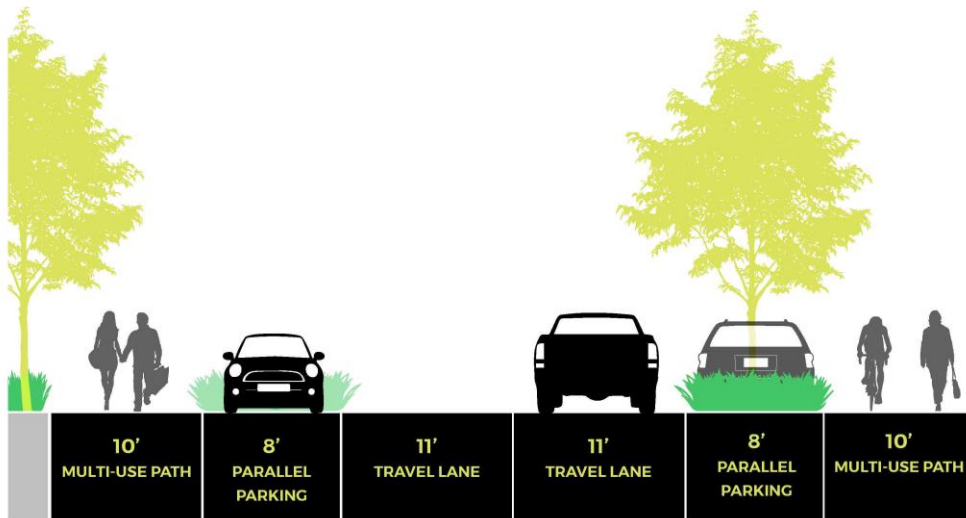 10’
MULTI-USE PATH
8’
PARALLEL
PARKING
11’
TRAVEL LANE
11’
TRAVEL LANE
8’
PARALLEL
PARKING
10’
MULTI-USE PATH